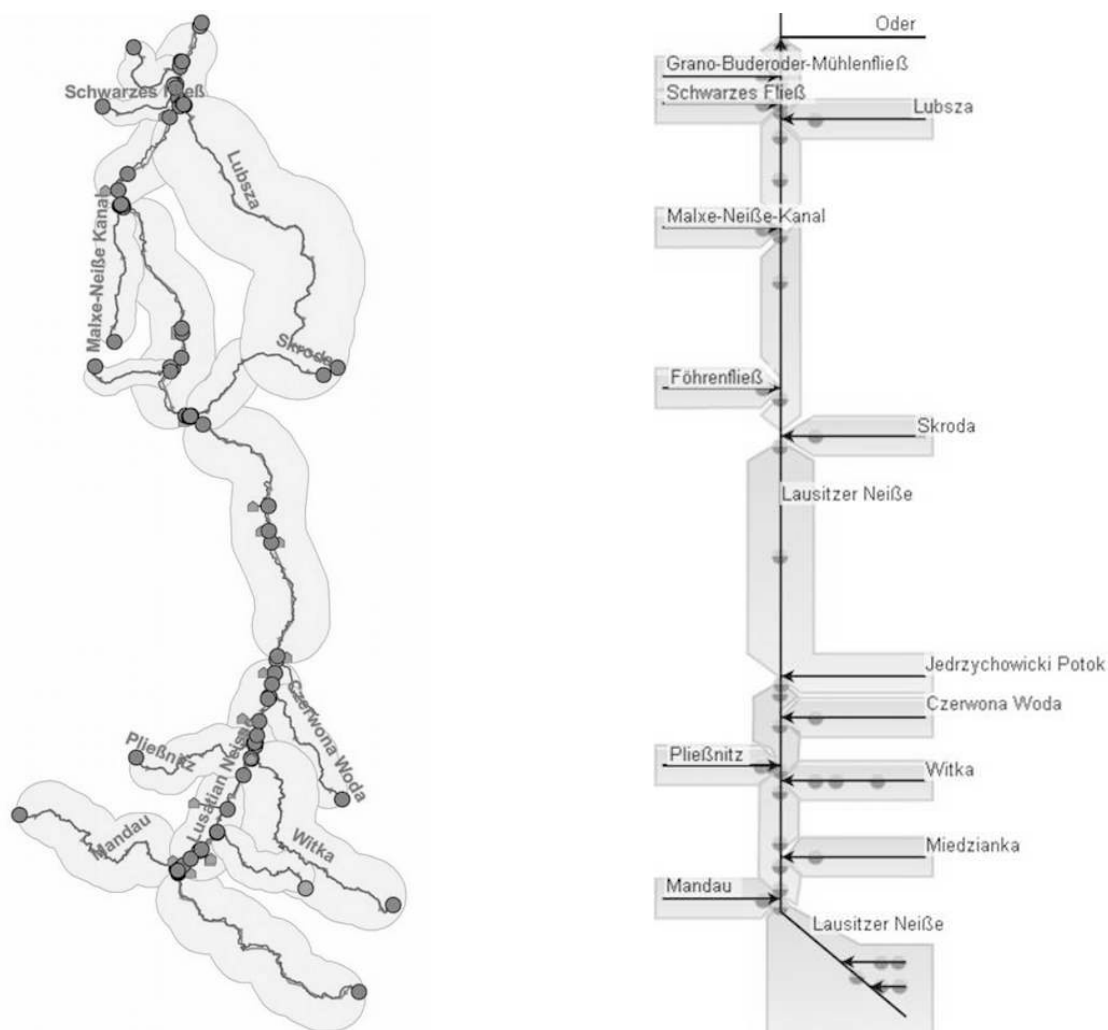 Schwarzes Fließ
Lubsza
Malxe-Neiße Kanal
Skroda
Czerwona Woda
Pließnitz
Lusatian Neisse
Mandau
Witka
Oder
Grano-Buderoder-Mühlenfließ
Schwarzes Fließ
Lubsza
Malxe-Neiße-Kanal
Föhrenfließ
Skroda
Lausitzer Neiße
Jedrzychowicki Potok
Czerwona Woda
Pließnitz
Witka
Miedzianka
Mandau
Lausitzer Neiße